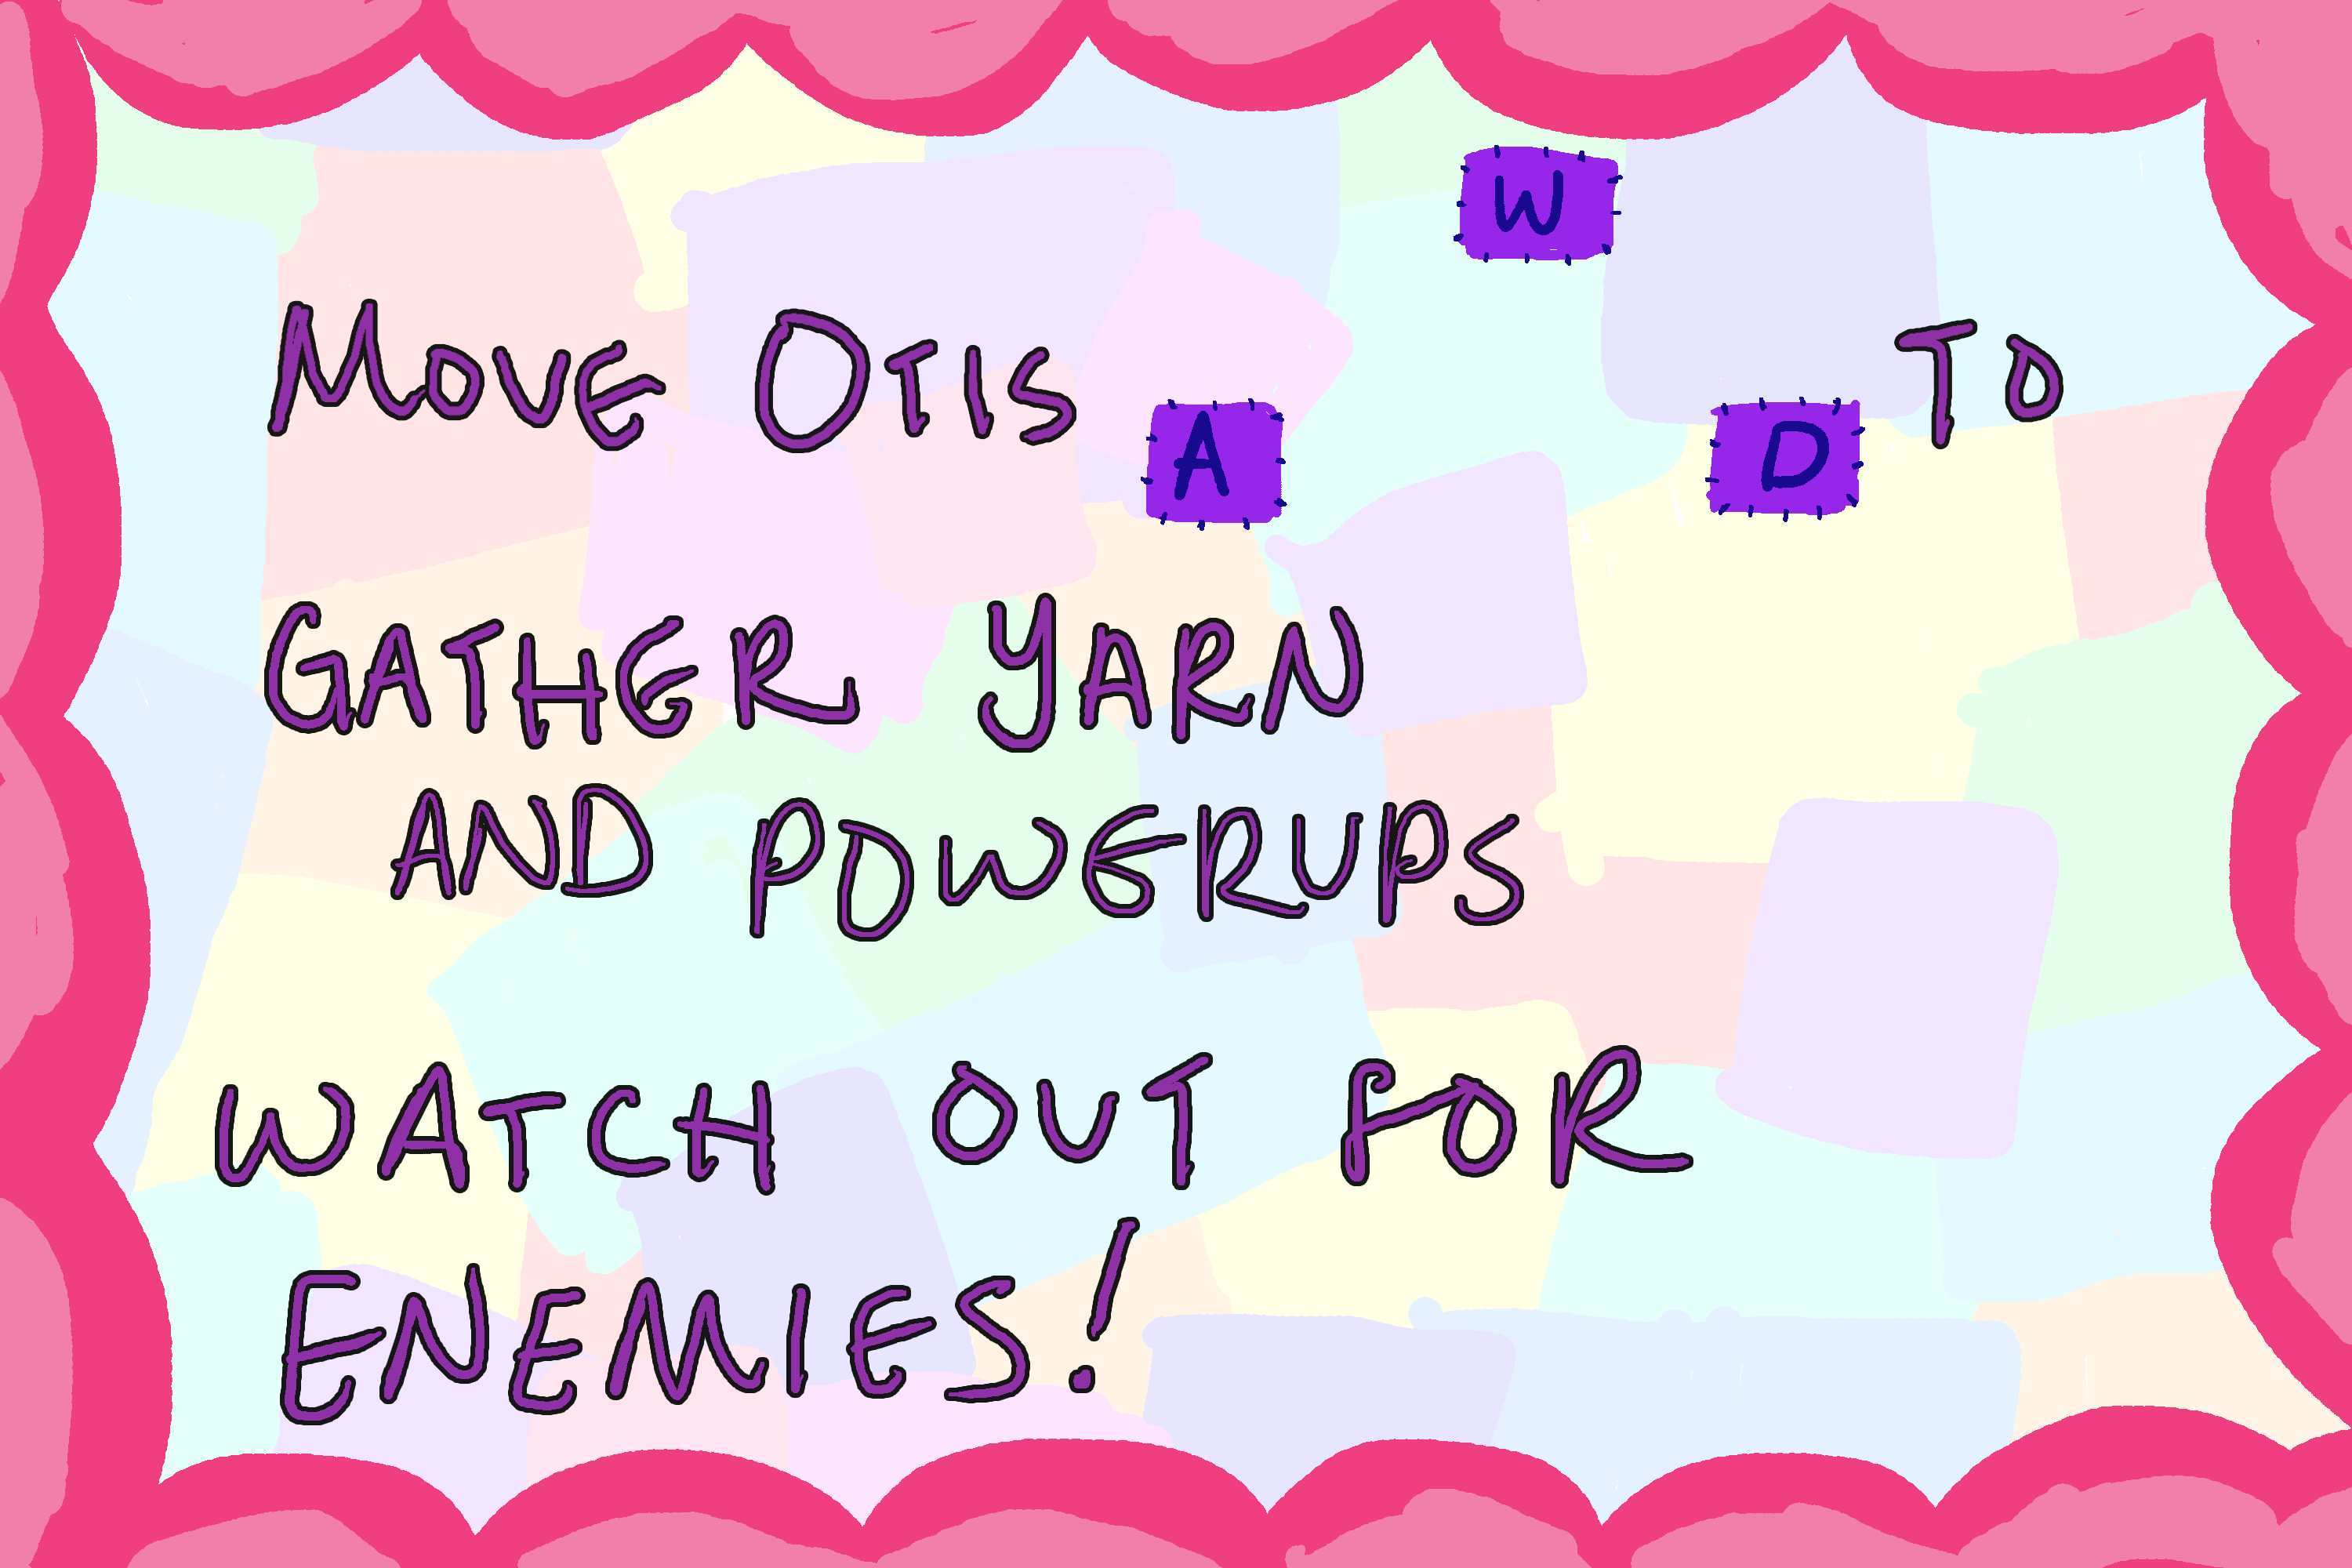 W
MOVE OTIS A D TO
GATHER YARN
AND POWERUPS
WATCH OUT FOR
ENEMIES!